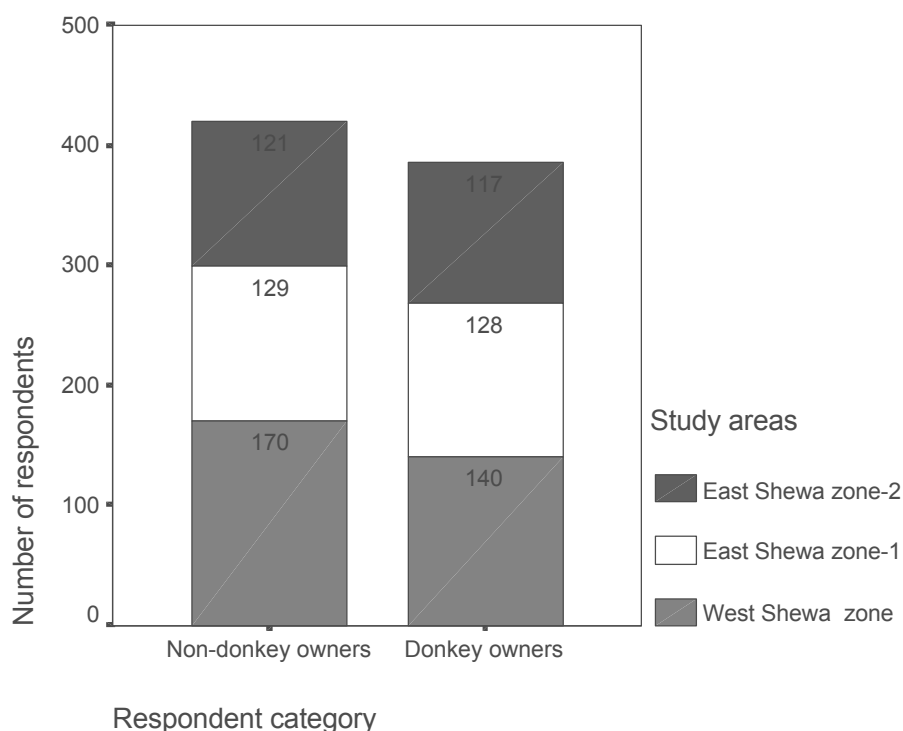 Number of respondents
500
400
300
200
100
0
121
129
170
117
128
140
Non-donkey owners
Donkey owners
Respondent category
Study areas
East Shewa zone-2
East Shewa zone-1
West Shewa zone